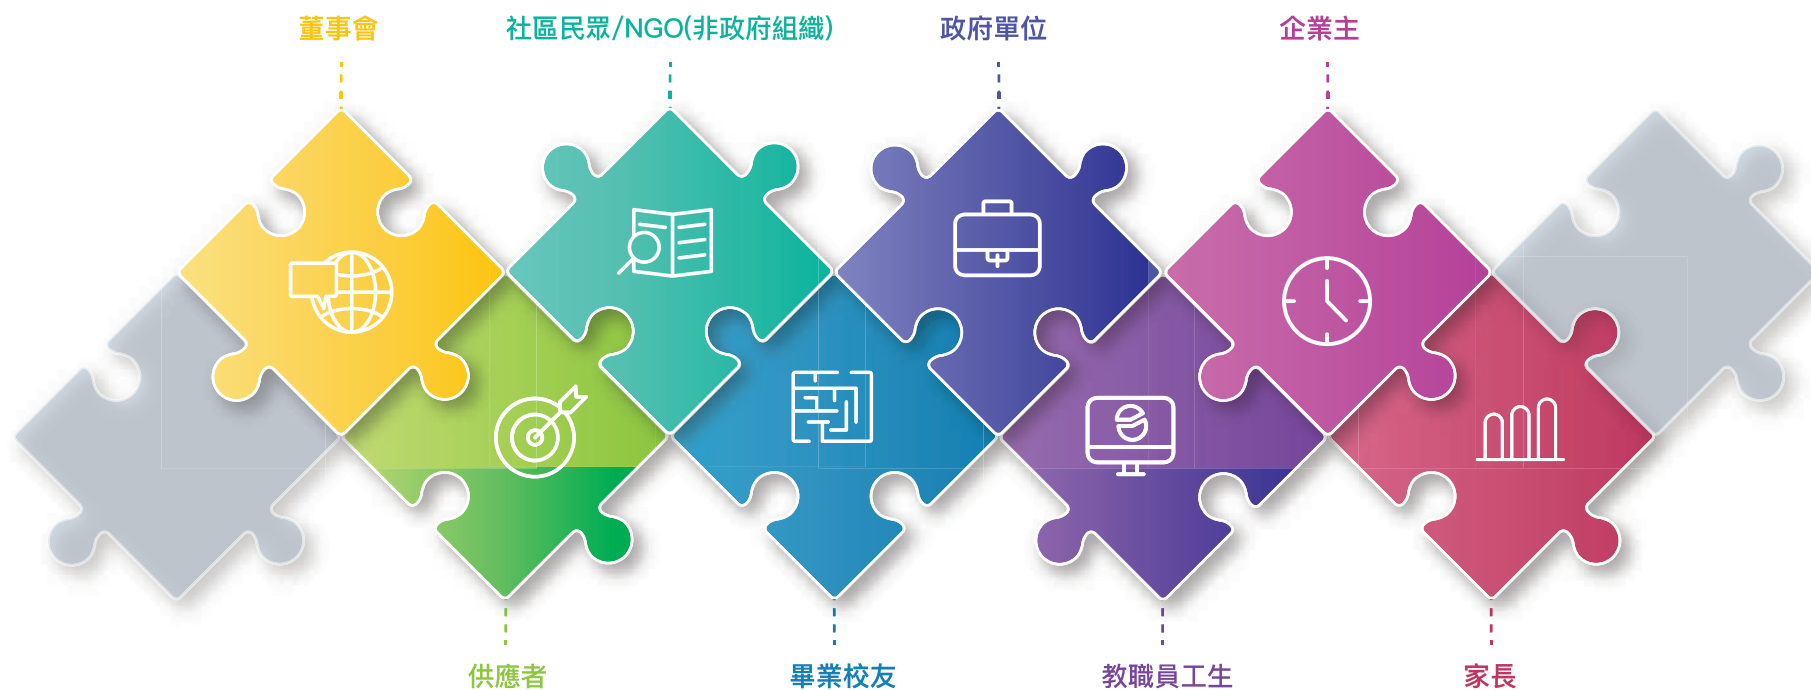 董事會
社區民眾/NGO(非政府組織)
政府單位
企業主
供應者
畢業校友
教職員工生
家長